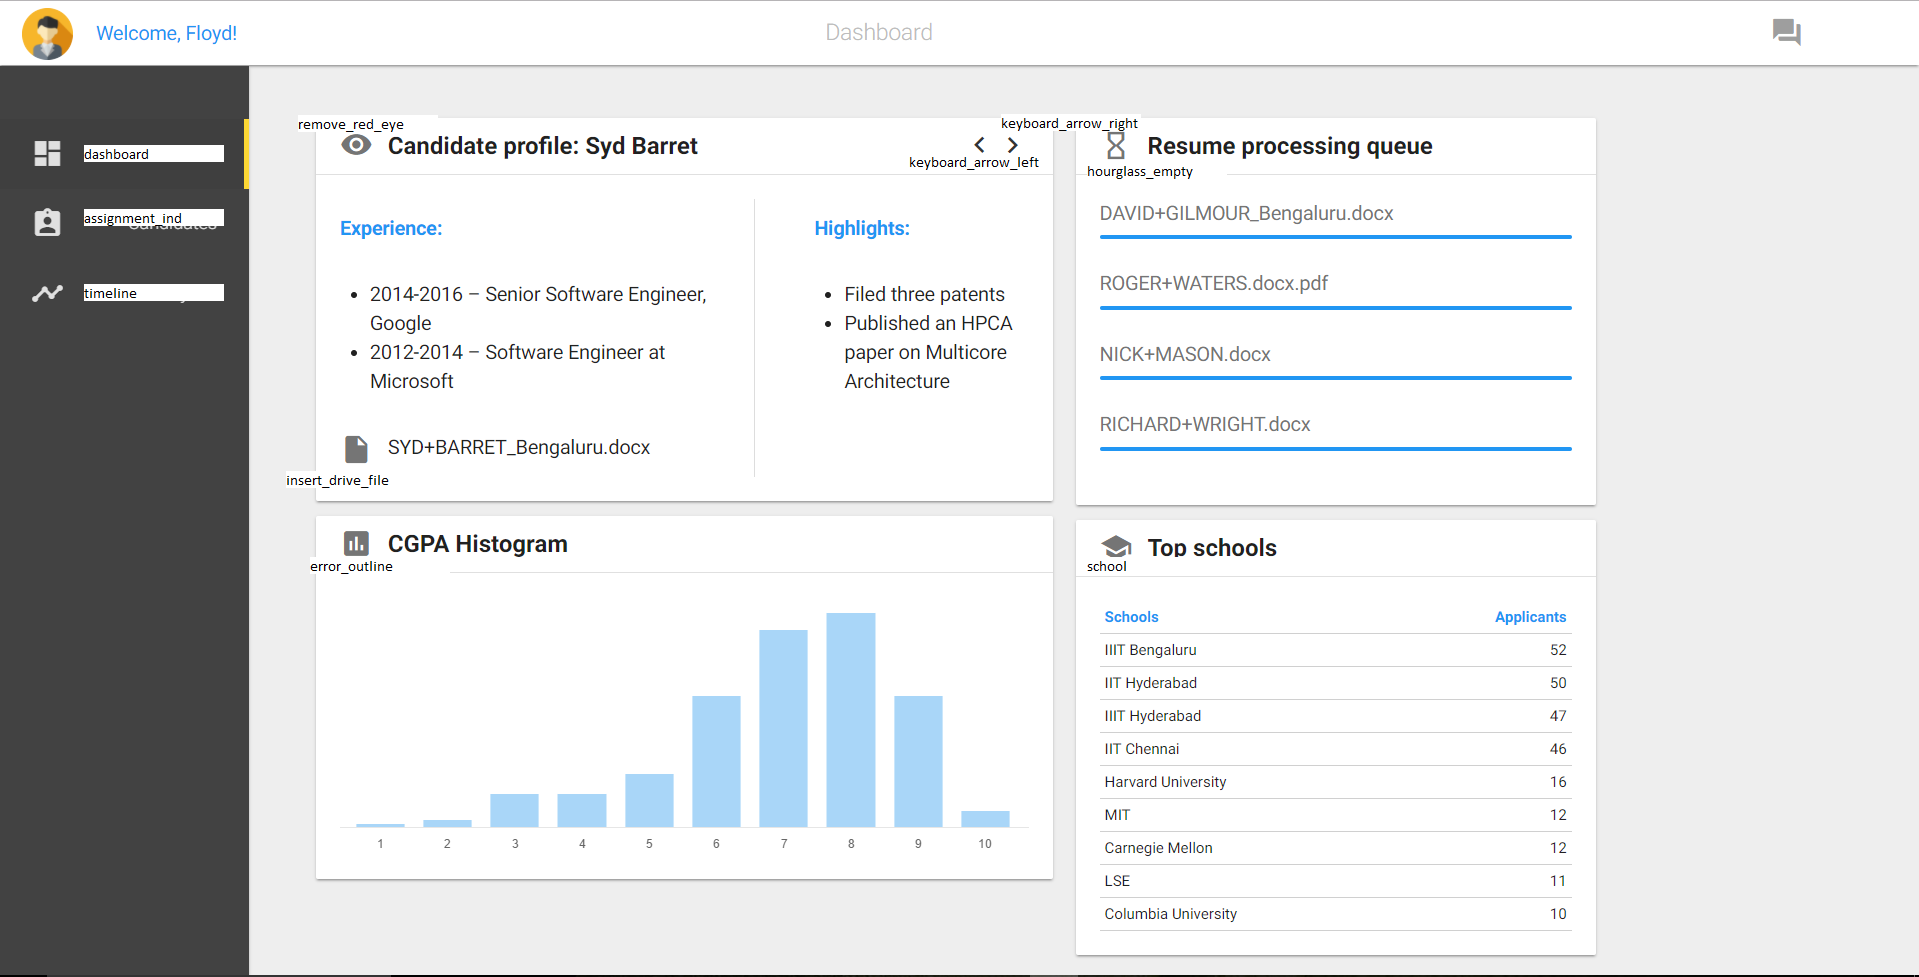 Welcome, Floyd!
Dashboard
dashboard
assignment_ind
timeline
remove_red_eye
Candidate profile: Syd Barret
keyboard_arrow_right
keyboard_arrow_left
Experience:
2014-2016 – Senior Software Engineer,
Google
2012-2014 – Software Engineer at
Microsoft
SYD+BARRET_Bengaluru.docx
insert_drive_file
Highlights:
Filed three patents
Published an HPCA
paper on Multicore
Architecture
Resume processing queue
hourglass_empty
DAVID+GILMOUR_Bengaluru.docx
ROGER+WATERS.docx.pdf
NICK+MASON.docx
RICHARD+WRIGHT.docx
CGPA Histogram
error_outline
1 2 3 4 5 6 7 8 9 10
Top schools
school
Schools Applicants
IIIT Bengaluru 52
IIT Hyderabad 50
IIIT Hyderabad 47
IIT Chennai 46
Harvard University 16
MIT 12
Carnegie Mellon 12
LSE 11
Columbia University 10